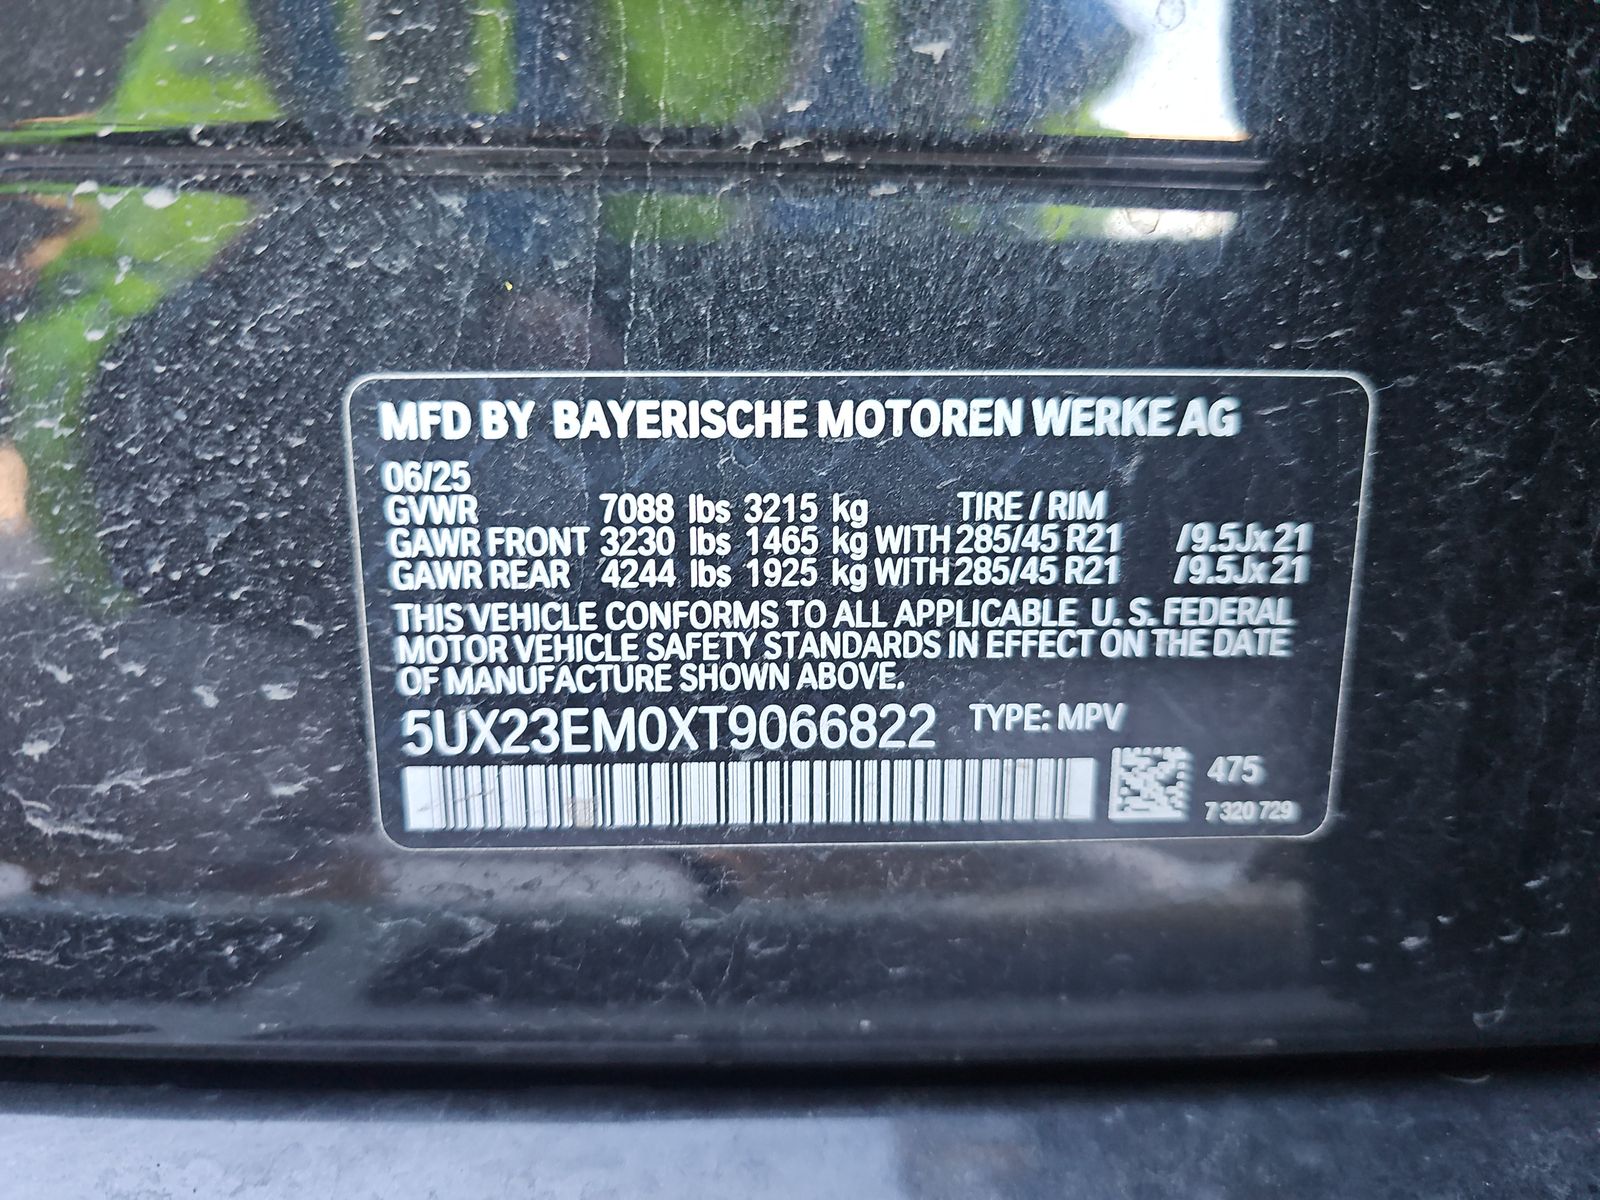 MFD BY BAYERISCHE MOTOREN WERKE AG
06/25
GVWR 7088 lbs 3215 kg TIRE / RIM
GAWR FRONT 3230 lbs 1465 kg WITH 285/45 R21 /9.5Jx21
GAWR REAR 4244 lbs 1925 kg WITH 285/45 R21 /9.5Jx21
THIS VEHICLE CONFORMS TO ALL APPLICABLE U. S. FEDERAL
MOTOR VEHICLE SAFETY STANDARDS IN EFFECT ON THE DATE
OF MANUFACTURE SHOWN ABOVE.
5UX23EM0XT9066822 TYPE: MPV
475
7 320 729